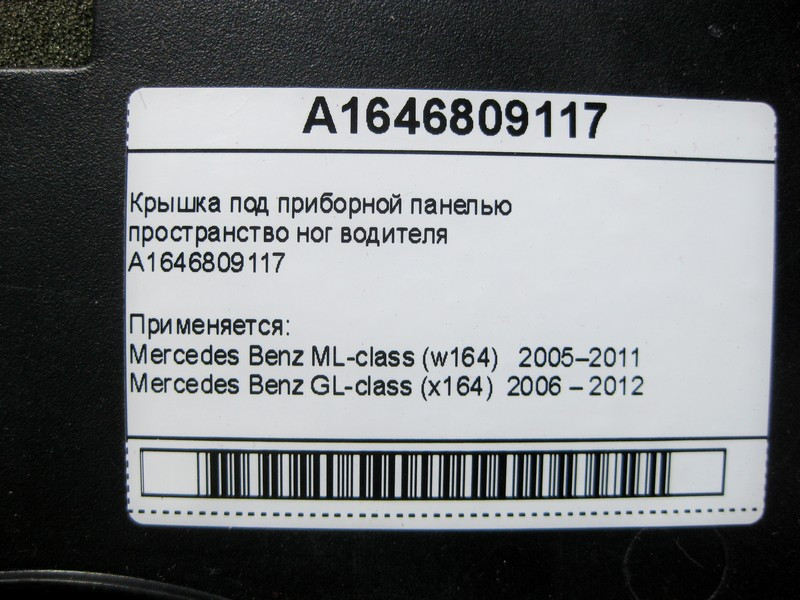 A1646809117
Крышка под приборной панелью
пространство ног водителя
A1646809117
Применяется:
Mercedes Benz ML-class (w164) 2005–2011
Mercedes Benz GL-class (x164) 2006 – 2012